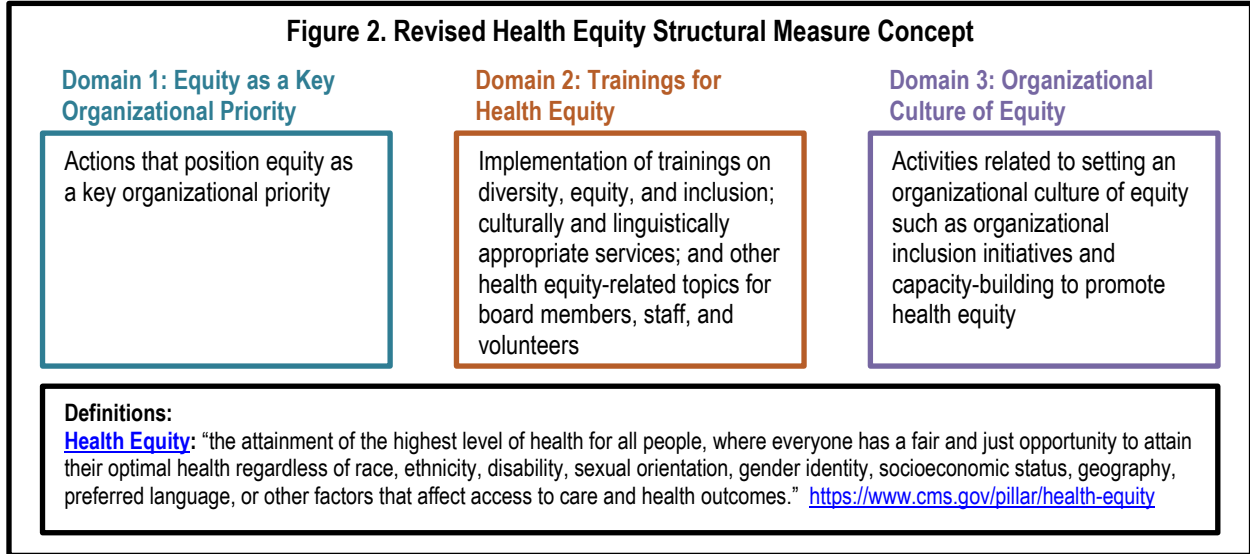 Figure 2. Revised Health Equity Structural Measure Concept
Domain 1: Equity as a Key
Organizational Priority
Actions that position equity as
a key organizational priority
Domain 2: Trainings for
Health Equity
Implementation of trainings on
diversity, equity, and inclusion;
culturally and linguistically
appropriate services; and other
health equity-related topics for
board members, staff, and
volunteers
Domain 3: Organizational
Culture of Equity
Activities related to setting an
organizational culture of equity
such as organizational
inclusion initiatives and
capacity-building to promote
health equity
Definitions:
Health Equity: “the attainment of the highest level of health for all people, where everyone has a fair and just opportunity to attain
their optimal health regardless of race, ethnicity, disability, sexual orientation, gender identity, socioeconomic status, geography,
preferred language, or other factors that affect access to care and health outcomes.” https://www.cms.gov/pillar/health-equity